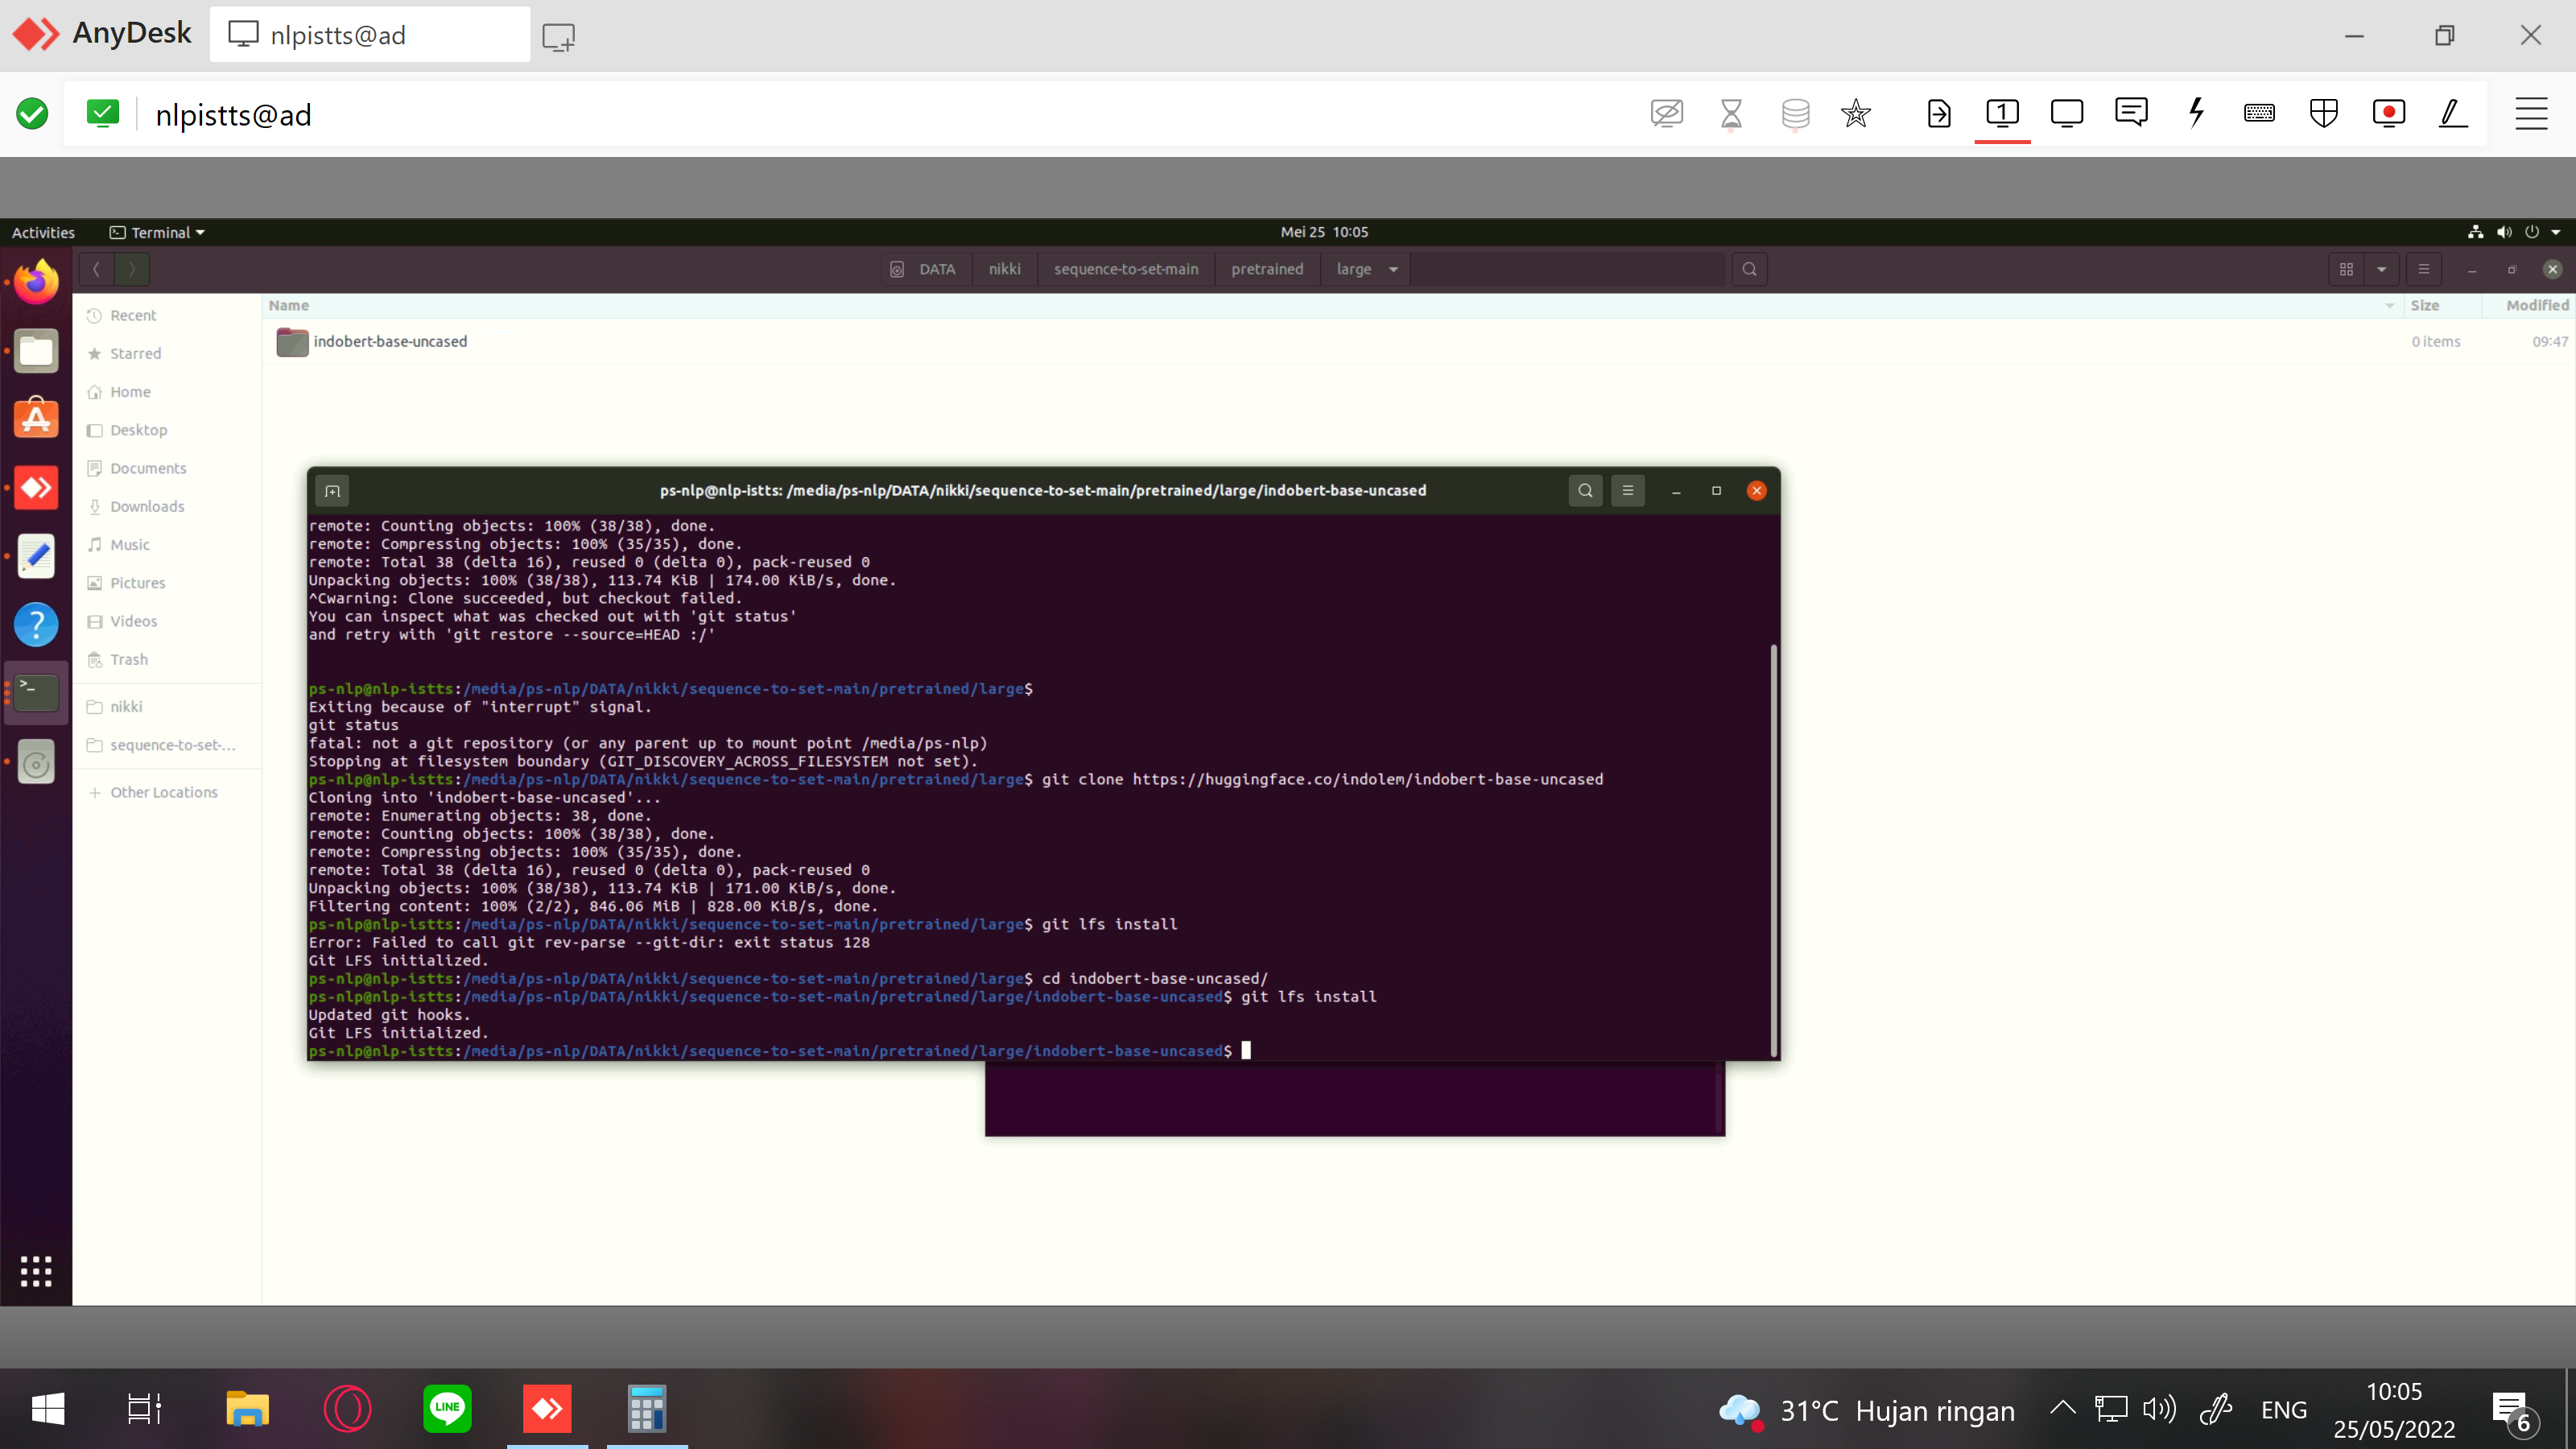 AnyDesk
nlpistts@ad
nlpistts@ad
1
Activities
Terminal
Mei 25 10:05
DATA
nikki
sequence-to-set-main
pretrained
large
Name
Size
Modified
indobert-base-uncased
0 items
09:47
Recent
Starred
Home
Desktop
Documents
Downloads
Music
Pictures
Videos
Trash
nikki
sequence-to-set-...
Other Locations
ps-nlp@nlp-istts: /media/ps-nlp/DATA/nikki/sequence-to-set-main/pretrained/large/indobert-base-uncased
remote: Counting objects: 100% (38/38), done.
remote: Compressing objects: 100% (35/35), done.
remote: Total 38 (delta 16), reused 0 (delta 0), pack-reused 0
Unpacking objects: 100% (38/38), 113.74 KiB | 174.00 KiB/s, done.
^Cwarning: Clone succeeded, but checkout failed.
You can inspect what was checked out with 'git status'
and retry with 'git restore --source=HEAD :/'
ps-nlp@nlp-istts:/media/ps-nlp/DATA/nikki/sequence-to-set-main/pretrained/large$
Exiting because of "interrupt" signal.
git status
fatal: not a git repository (or any parent up to mount point /media/ps-nlp)
Stopping at filesystem boundary (GIT_DISCOVERY_ACROSS_FILESYSTEM not set).
ps-nlp@nlp-istts:/media/ps-nlp/DATA/nikki/sequence-to-set-main/pretrained/large$ git clone https://huggingface.co/indolem/indobert-base-uncased
Cloning into 'indobert-base-uncased'...
remote: Enumerating objects: 38, done.
remote: Counting objects: 100% (38/38), done.
remote: Compressing objects: 100% (35/35), done.
remote: Total 38 (delta 16), reused 0 (delta 0), pack-reused 0
Unpacking objects: 100% (38/38), 113.74 KiB | 171.00 KiB/s, done.
Filtering content: 100% (2/2), 846.06 MiB | 828.00 KiB/s, done.
ps-nlp@nlp-istts:/media/ps-nlp/DATA/nikki/sequence-to-set-main/pretrained/large$ git lfs install
Error: Failed to call git rev-parse --git-dir: exit status 128
Git LFS initialized.
ps-nlp@nlp-istts:/media/ps-nlp/DATA/nikki/sequence-to-set-main/pretrained/large$ cd indobert-base-uncased/
ps-nlp@nlp-istts:/media/ps-nlp/DATA/nikki/sequence-to-set-main/pretrained/large/indobert-base-uncased$ git lfs install
Updated git hooks.
Git LFS initialized.
ps-nlp@nlp-istts:/media/ps-nlp/DATA/nikki/sequence-to-set-main/pretrained/large/indobert-base-uncased$
LINE
31°C Hujan ringan
ENG
10:05
25/05/2022
6